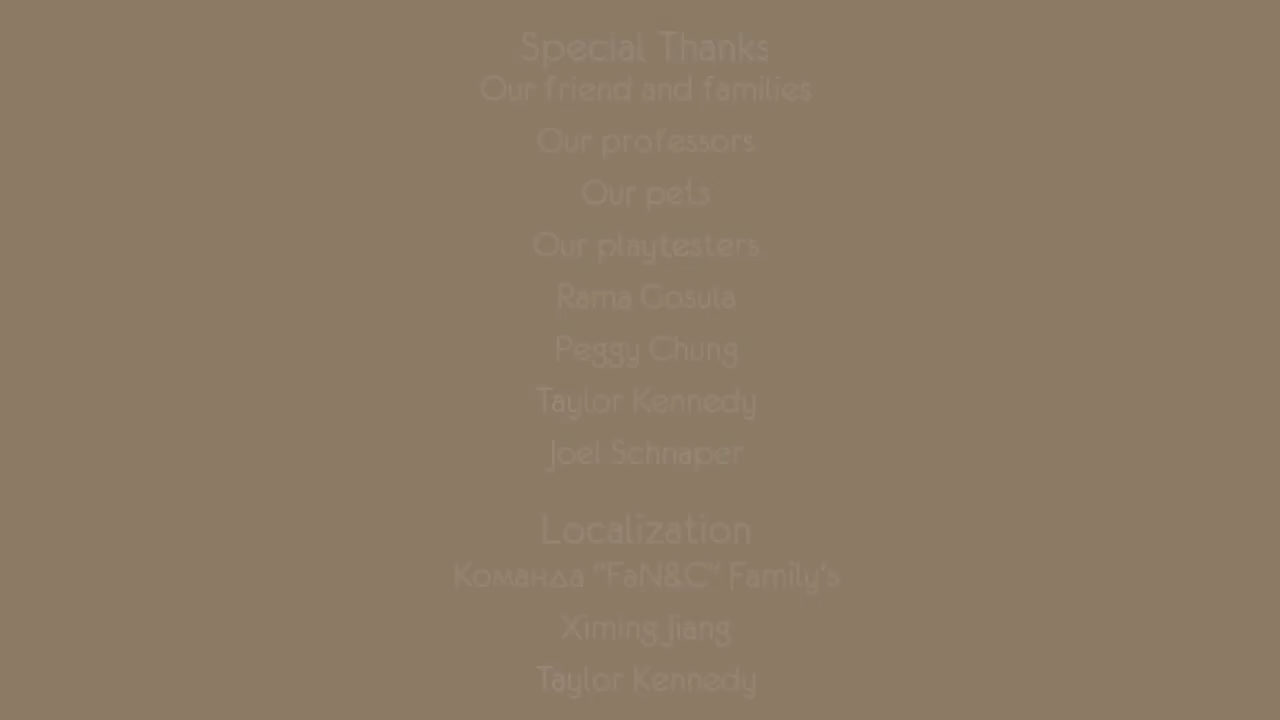 Special Thanks
Our friend and families
Our professors
Our pets
Our playtesters
Rama Gosula
Peggy Chung
Taylor Kennedy
Joel Schnaper
Localization
Команда "FaN&C" Family's
Ximing Jiang
Taylor Kennedy